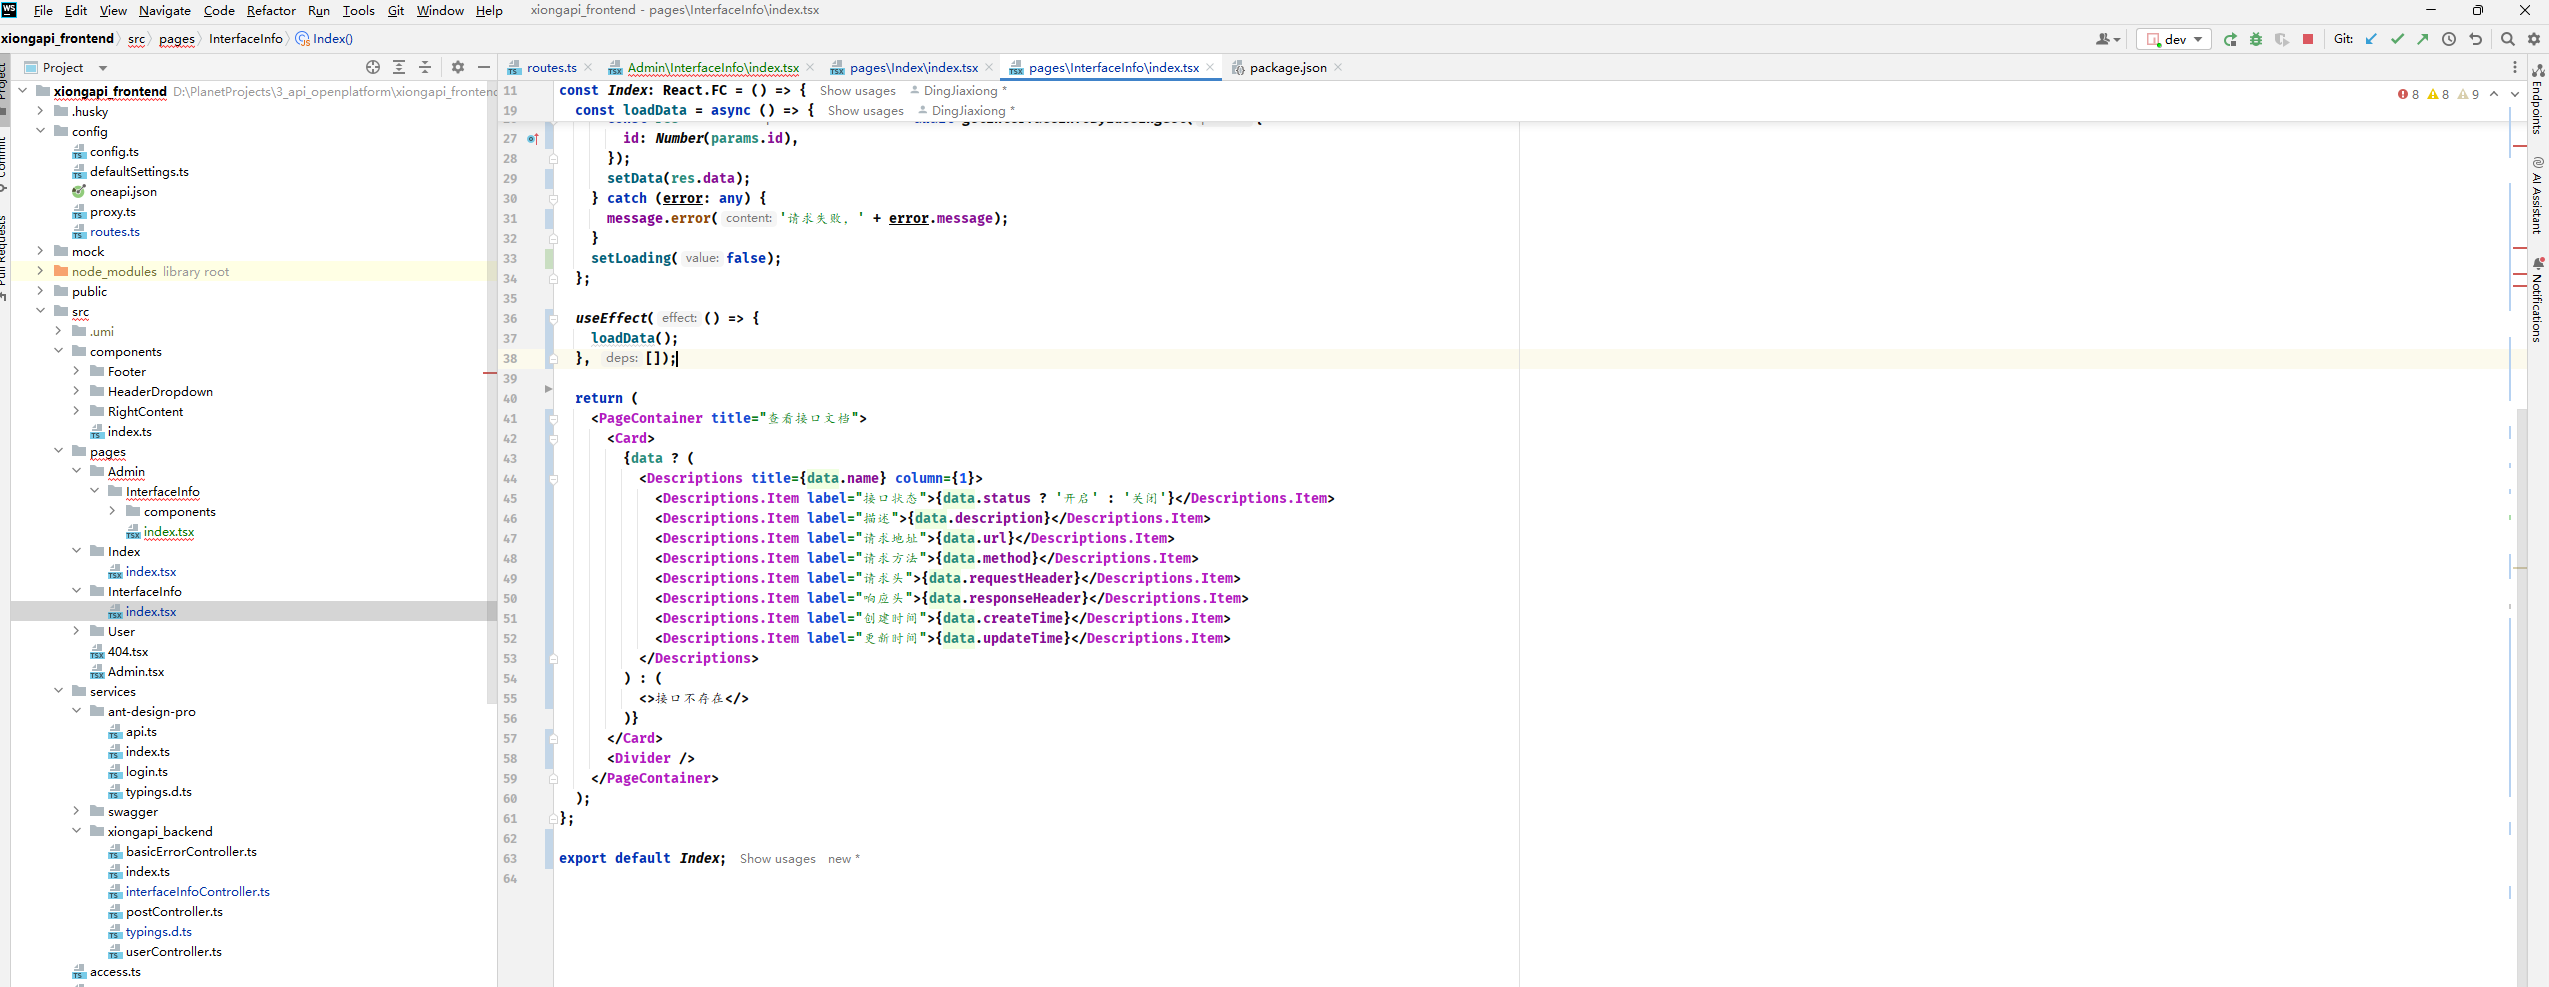 WS File Edit View Navigate Code Refactor Run Tools Git Window Help xiongapi_frontend - pages\InterfaceInfo\index.tsx
xiongapi_frontend src pages InterfaceInfo Index() dev Git:
Project
routes.ts Admin\InterfaceInfo\index.tsx pages\Index\index.tsx pages\InterfaceInfo\index.tsx package.json
Project
Commit
Pull Requests
xiongapi_frontend D:\PlanetProjects\3_api_openplatform\xiongapi_frontend
.husky
config
config.ts
defaultSettings.ts
oneapi.json
proxy.ts
routes.ts
mock
node_modules library root
public
src
.umi
components
Footer
HeaderDropdown
RightContent
index.ts
pages
Admin
InterfaceInfo
components
index.tsx
Index
index.tsx
InterfaceInfo
index.tsx
User
404.tsx
Admin.tsx
services
ant-design-pro
api.ts
index.ts
login.ts
typings.d.ts
swagger
xiongapi_backend
basicErrorController.ts
index.ts
interfaceInfoController.ts
postController.ts
typings.d.ts
userController.ts
access.ts
11 const Index: React.FC = () => { Show usages DingJiaxiong *
19 const loadData = async () => { Show usages DingJiaxiong *
27 id: Number(params.id),
28 });
29 setData(res.data);
30 } catch (error: any) {
31 message.error( content: '请求失败，' + error.message);
32 }
33 setLoading( value: false);
34 };
35
36 useEffect( effect: () => {
37 loadData();
38 }, deps: []);
39
40 return (
41 <PageContainer title="查看接口文档">
42 <Card>
43 {data ? (
44 <Descriptions title={data.name} column={1}>
45 <Descriptions.Item label="接口状态">{data.status ? '开启' : '关闭'}</Descriptions.Item>
46 <Descriptions.Item label="描述">{data.description}</Descriptions.Item>
47 <Descriptions.Item label="请求地址">{data.url}</Descriptions.Item>
48 <Descriptions.Item label="请求方法">{data.method}</Descriptions.Item>
49 <Descriptions.Item label="请求头">{data.requestHeader}</Descriptions.Item>
50 <Descriptions.Item label="响应头">{data.responseHeader}</Descriptions.Item>
51 <Descriptions.Item label="创建时间">{data.createTime}</Descriptions.Item>
52 <Descriptions.Item label="更新时间">{data.updateTime}</Descriptions.Item>
53 </Descriptions>
54 ) : (
55 <>接口不存在</>
56 )}
57 </Card>
58 <Divider />
59 </PageContainer>
60 );
61 };
62
63 export default Index; Show usages new *
64
8 8 9
Endpoints
AI Assistant
Notifications